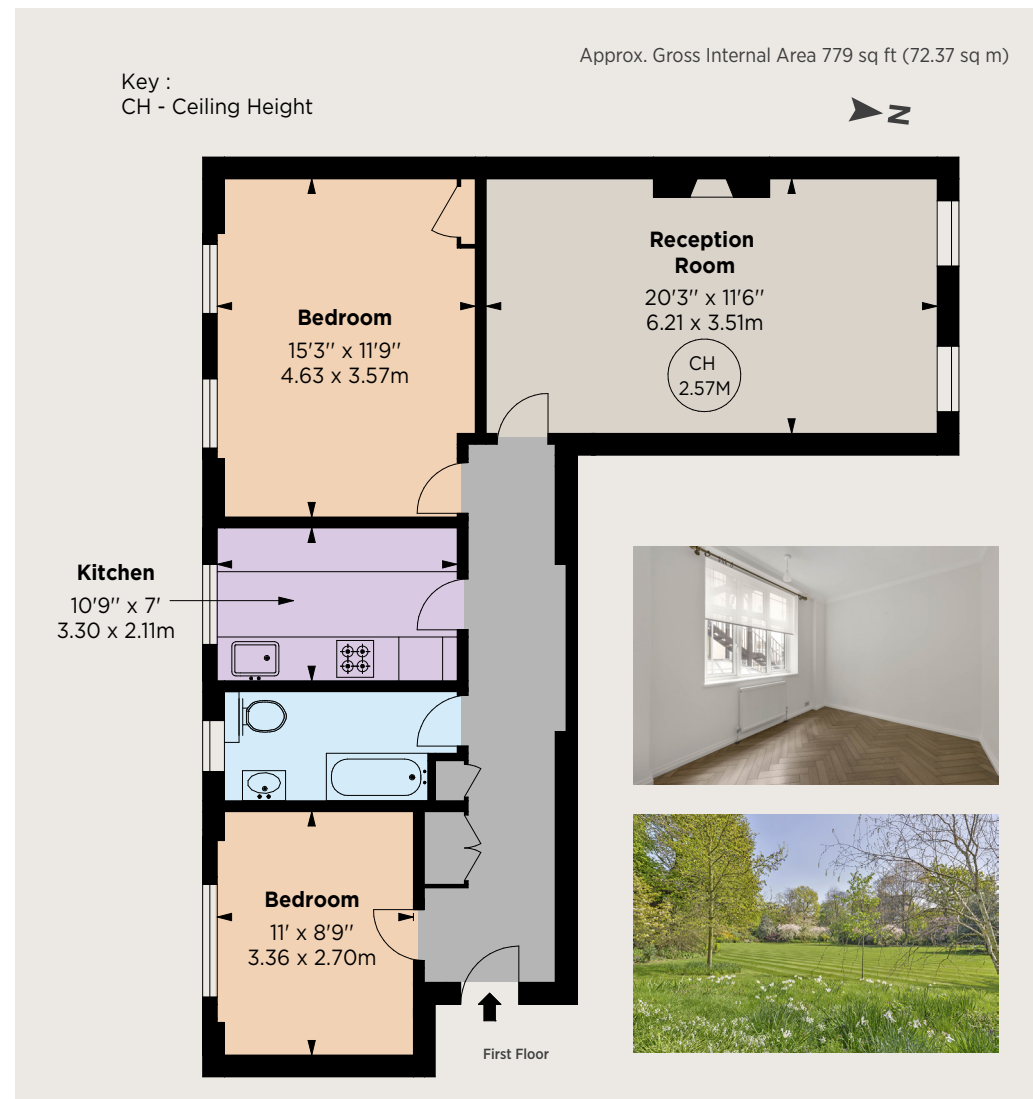 Approx. Gross Internal Area 779 sq ft (72.37 sq m)
Key :
CH - Ceiling Height
N
Reception
Room
20'3'' x 11'6''
6.21 x 3.51m
CH
2.57M
Bedroom
15'3'' x 11'9''
4.63 x 3.57m
Kitchen
10'9'' x 7'
3.30 x 2.11m
Bedroom
11' x 8'9''
3.36 x 2.70m
First Floor